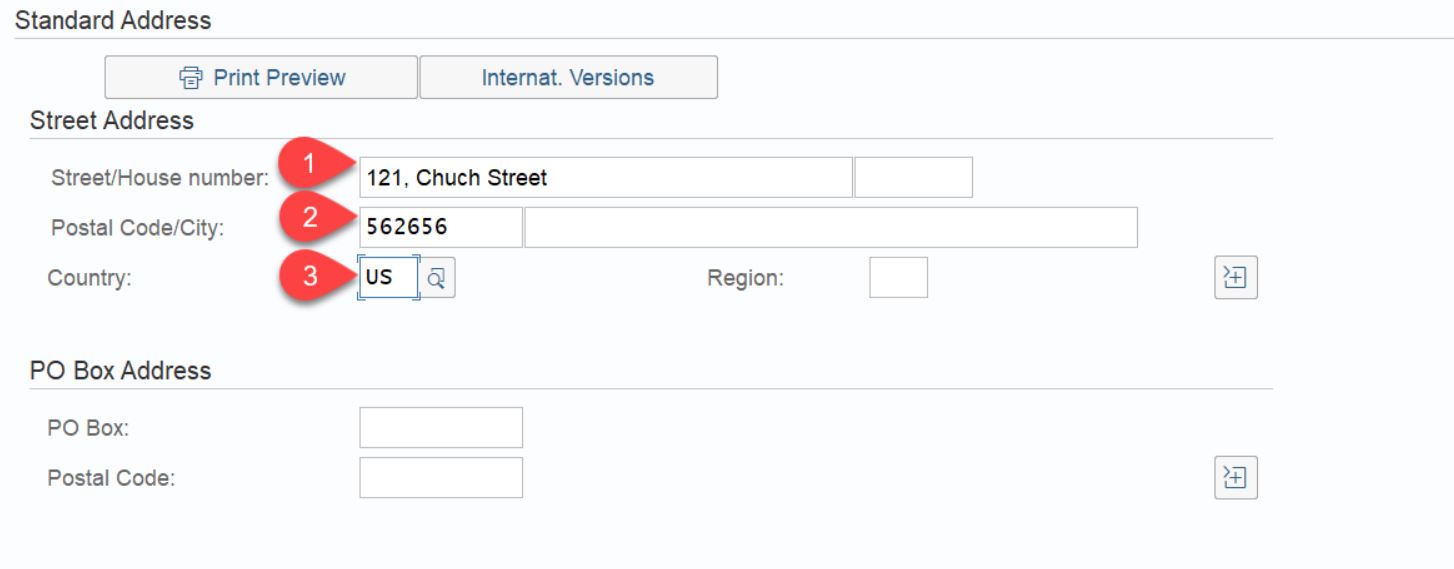 Standard Address
Print Preview Internat. Versions
Street Address
Street/House number: 1 121, Chuch Street
Postal Code/City: 2 562656
Country: 3 US Region:
PO Box Address
PO Box:
Postal Code: